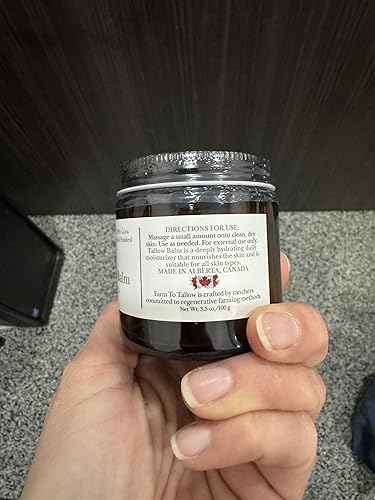 Grass
Finished
Balm
DIRECTIONS FOR USE:
Massage a small amount onto clean, dry
skin. Use as needed. For external use only.
Tallow Balm is a deeply hydrating daily
moisturizer that nourishes the skin and is
suitable for all skin types.
MADE IN ALBERTA, CANADA
Farm To Tallow is crafted by ranchers
committed to regenerative farming methods.
Net Wt: 3.5 oz/100 g